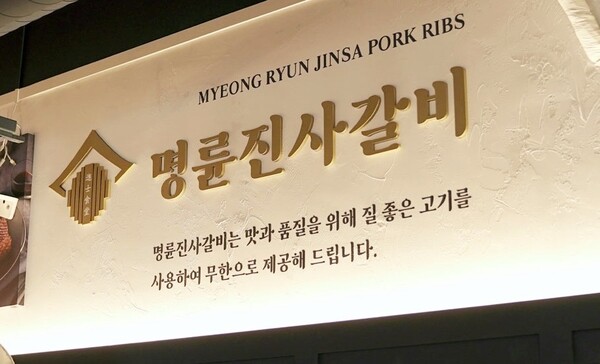 MYEONG RYUN JINSA PORK RIBS
명륜진사갈비
명륜진사갈비는 맛과 품질을 위해 질 좋은 고기를
사용하여 무한으로 제공해 드립니다.